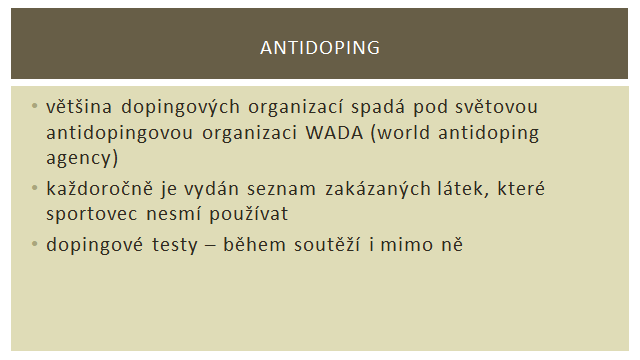 ANTIDOPING
• většina dopingových organizací spadá pod světovou
antidopingovou organizaci WADA (world antidoping
agency)
• každoročně je vydán seznam zakázaných látek, které
sportovec nesmí používat
• dopingové testy – během soutěží i mimo ně